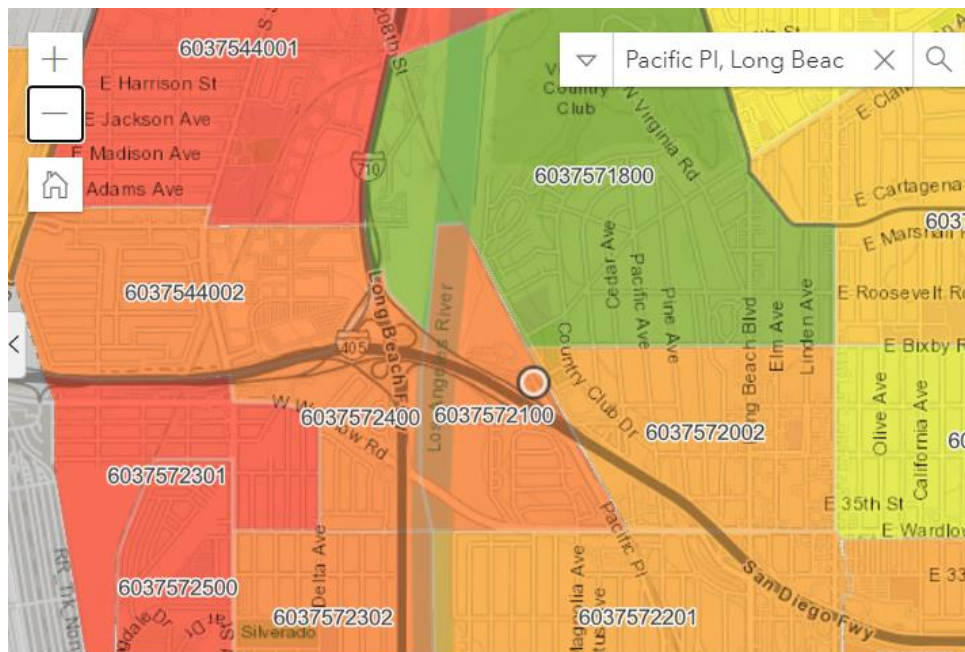 6037544001
208th St
E Harrison St
E Jackson Ave
E Madison Ave
Adams Ave
710
Country
Club
N Virginia Rd
Pacific Pl, Long Beac
6037571800
E Cartagena
6037
E Marshall
6037544002
Long Beach F
405
Los Angeles River
Cedar Ave
Pacific Ave
Pine Ave
Long Beach Blvd
Elm Ave
Linden Ave
E Roosevelt Rd
E Bixby R
Country Club Dr
6037572400
6037572100
6037572002
Olive Ave
California Ave
60
6037572301
E 35th St
E Wardlow
Pacific Pl
San Diego Fwy
E 33
6037572500
Delta Ave
6037572302
Silverado
Magnolia Ave
6037572201